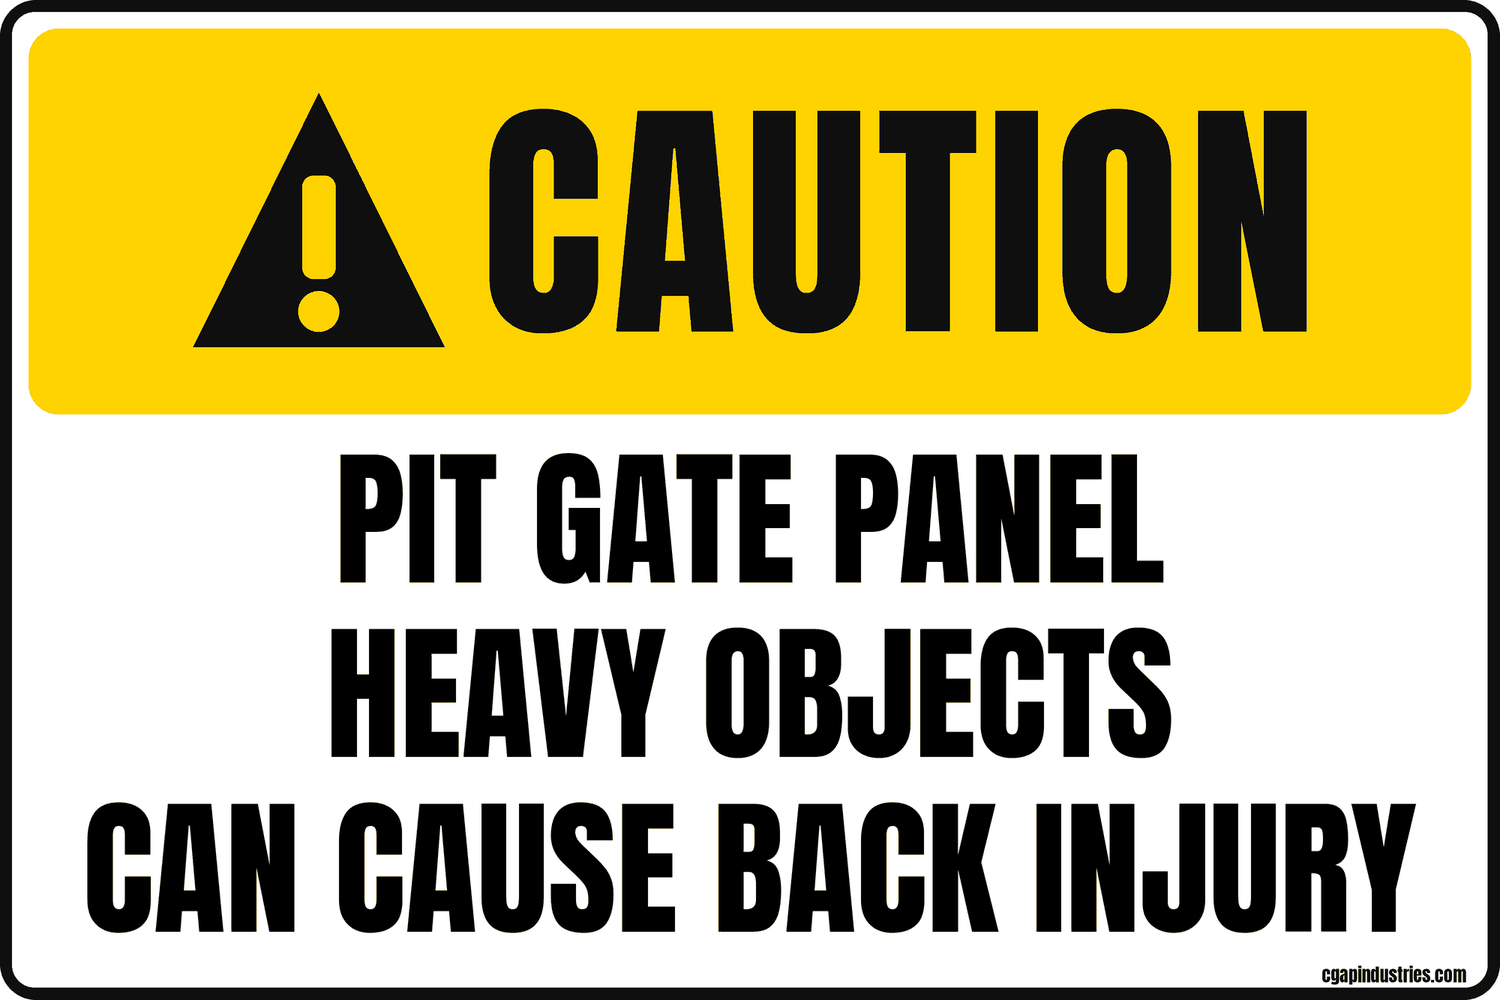 CAUTION
PIT GATE PANEL
HEAVY OBJECTS
CAN CAUSE BACK INJURY
cgapindustries.com